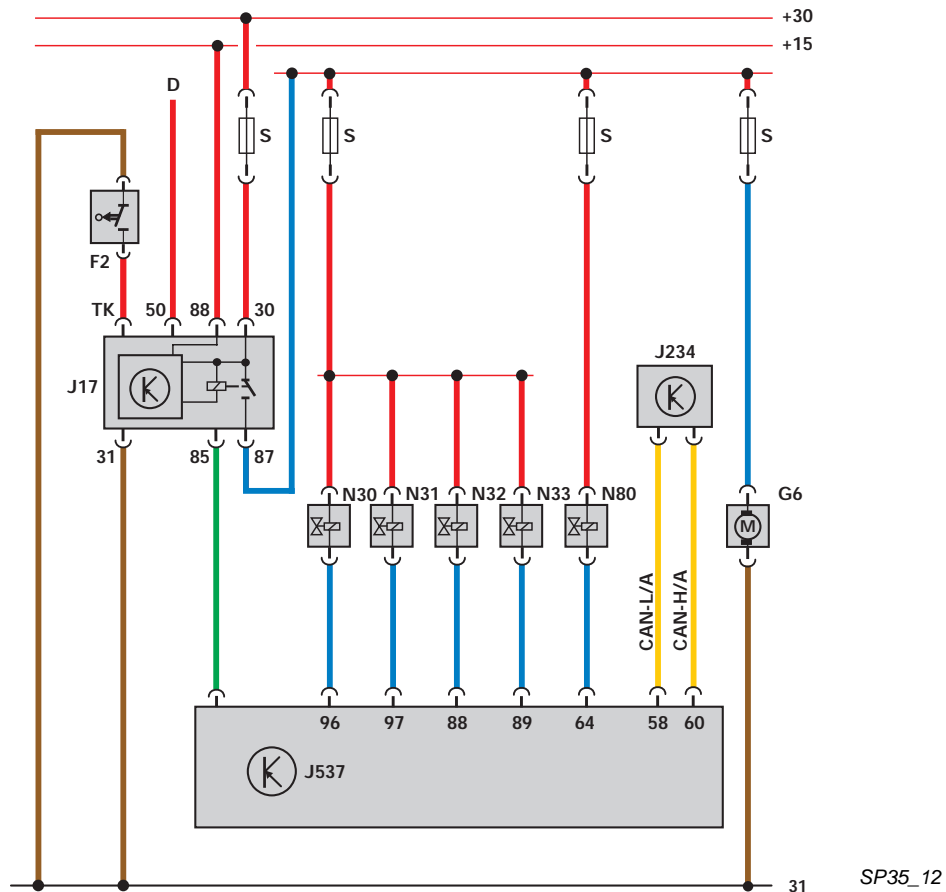 +30
+15
D
S S S S
F2
TK 50 88 30
J17
J234
31 85 87
N30 N31 N32 N33 N80 G6
M
CAN-L/A
CAN-H/A
96 97 88 89 64 58 60
J537
31
SP35_12